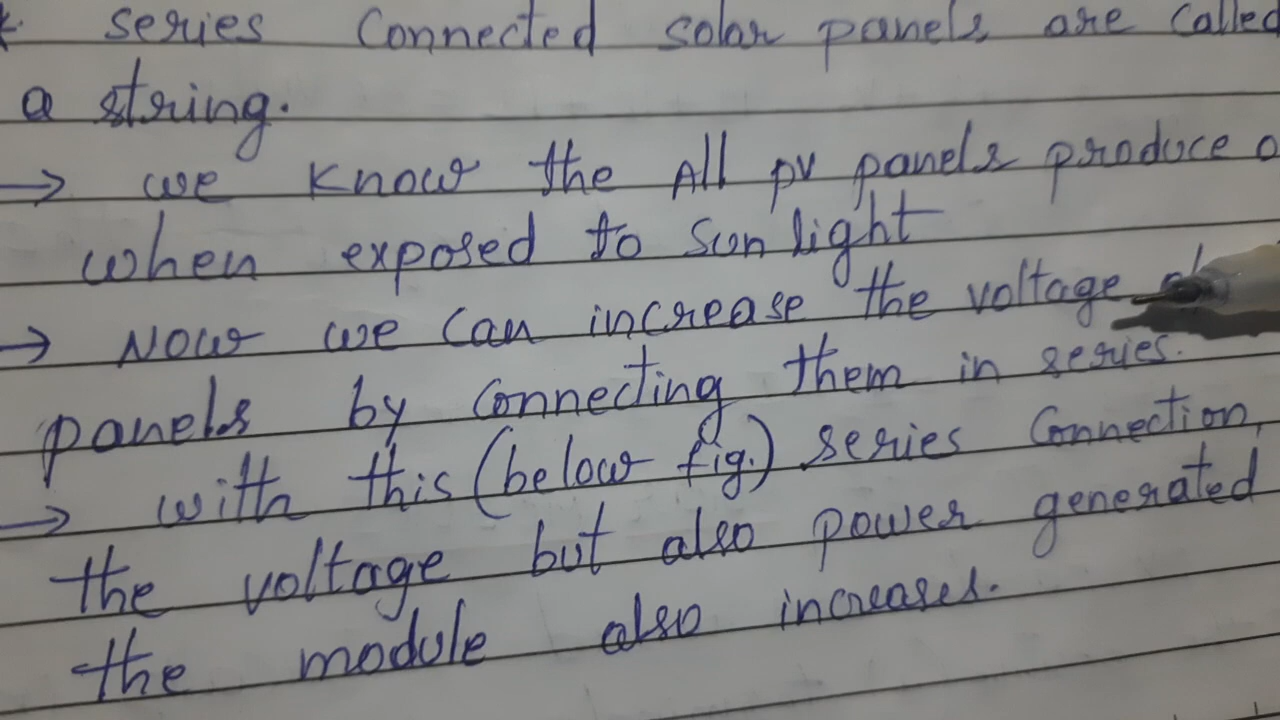 * series Connected solar panels are called
a string.
→ we know the All pv panels produce
when exposed to sun light
→ Now we can increase the voltage
panels by connecting them in series.
→ with this (below fig.) series Connection,
the voltage but also power generated
the module also increases.